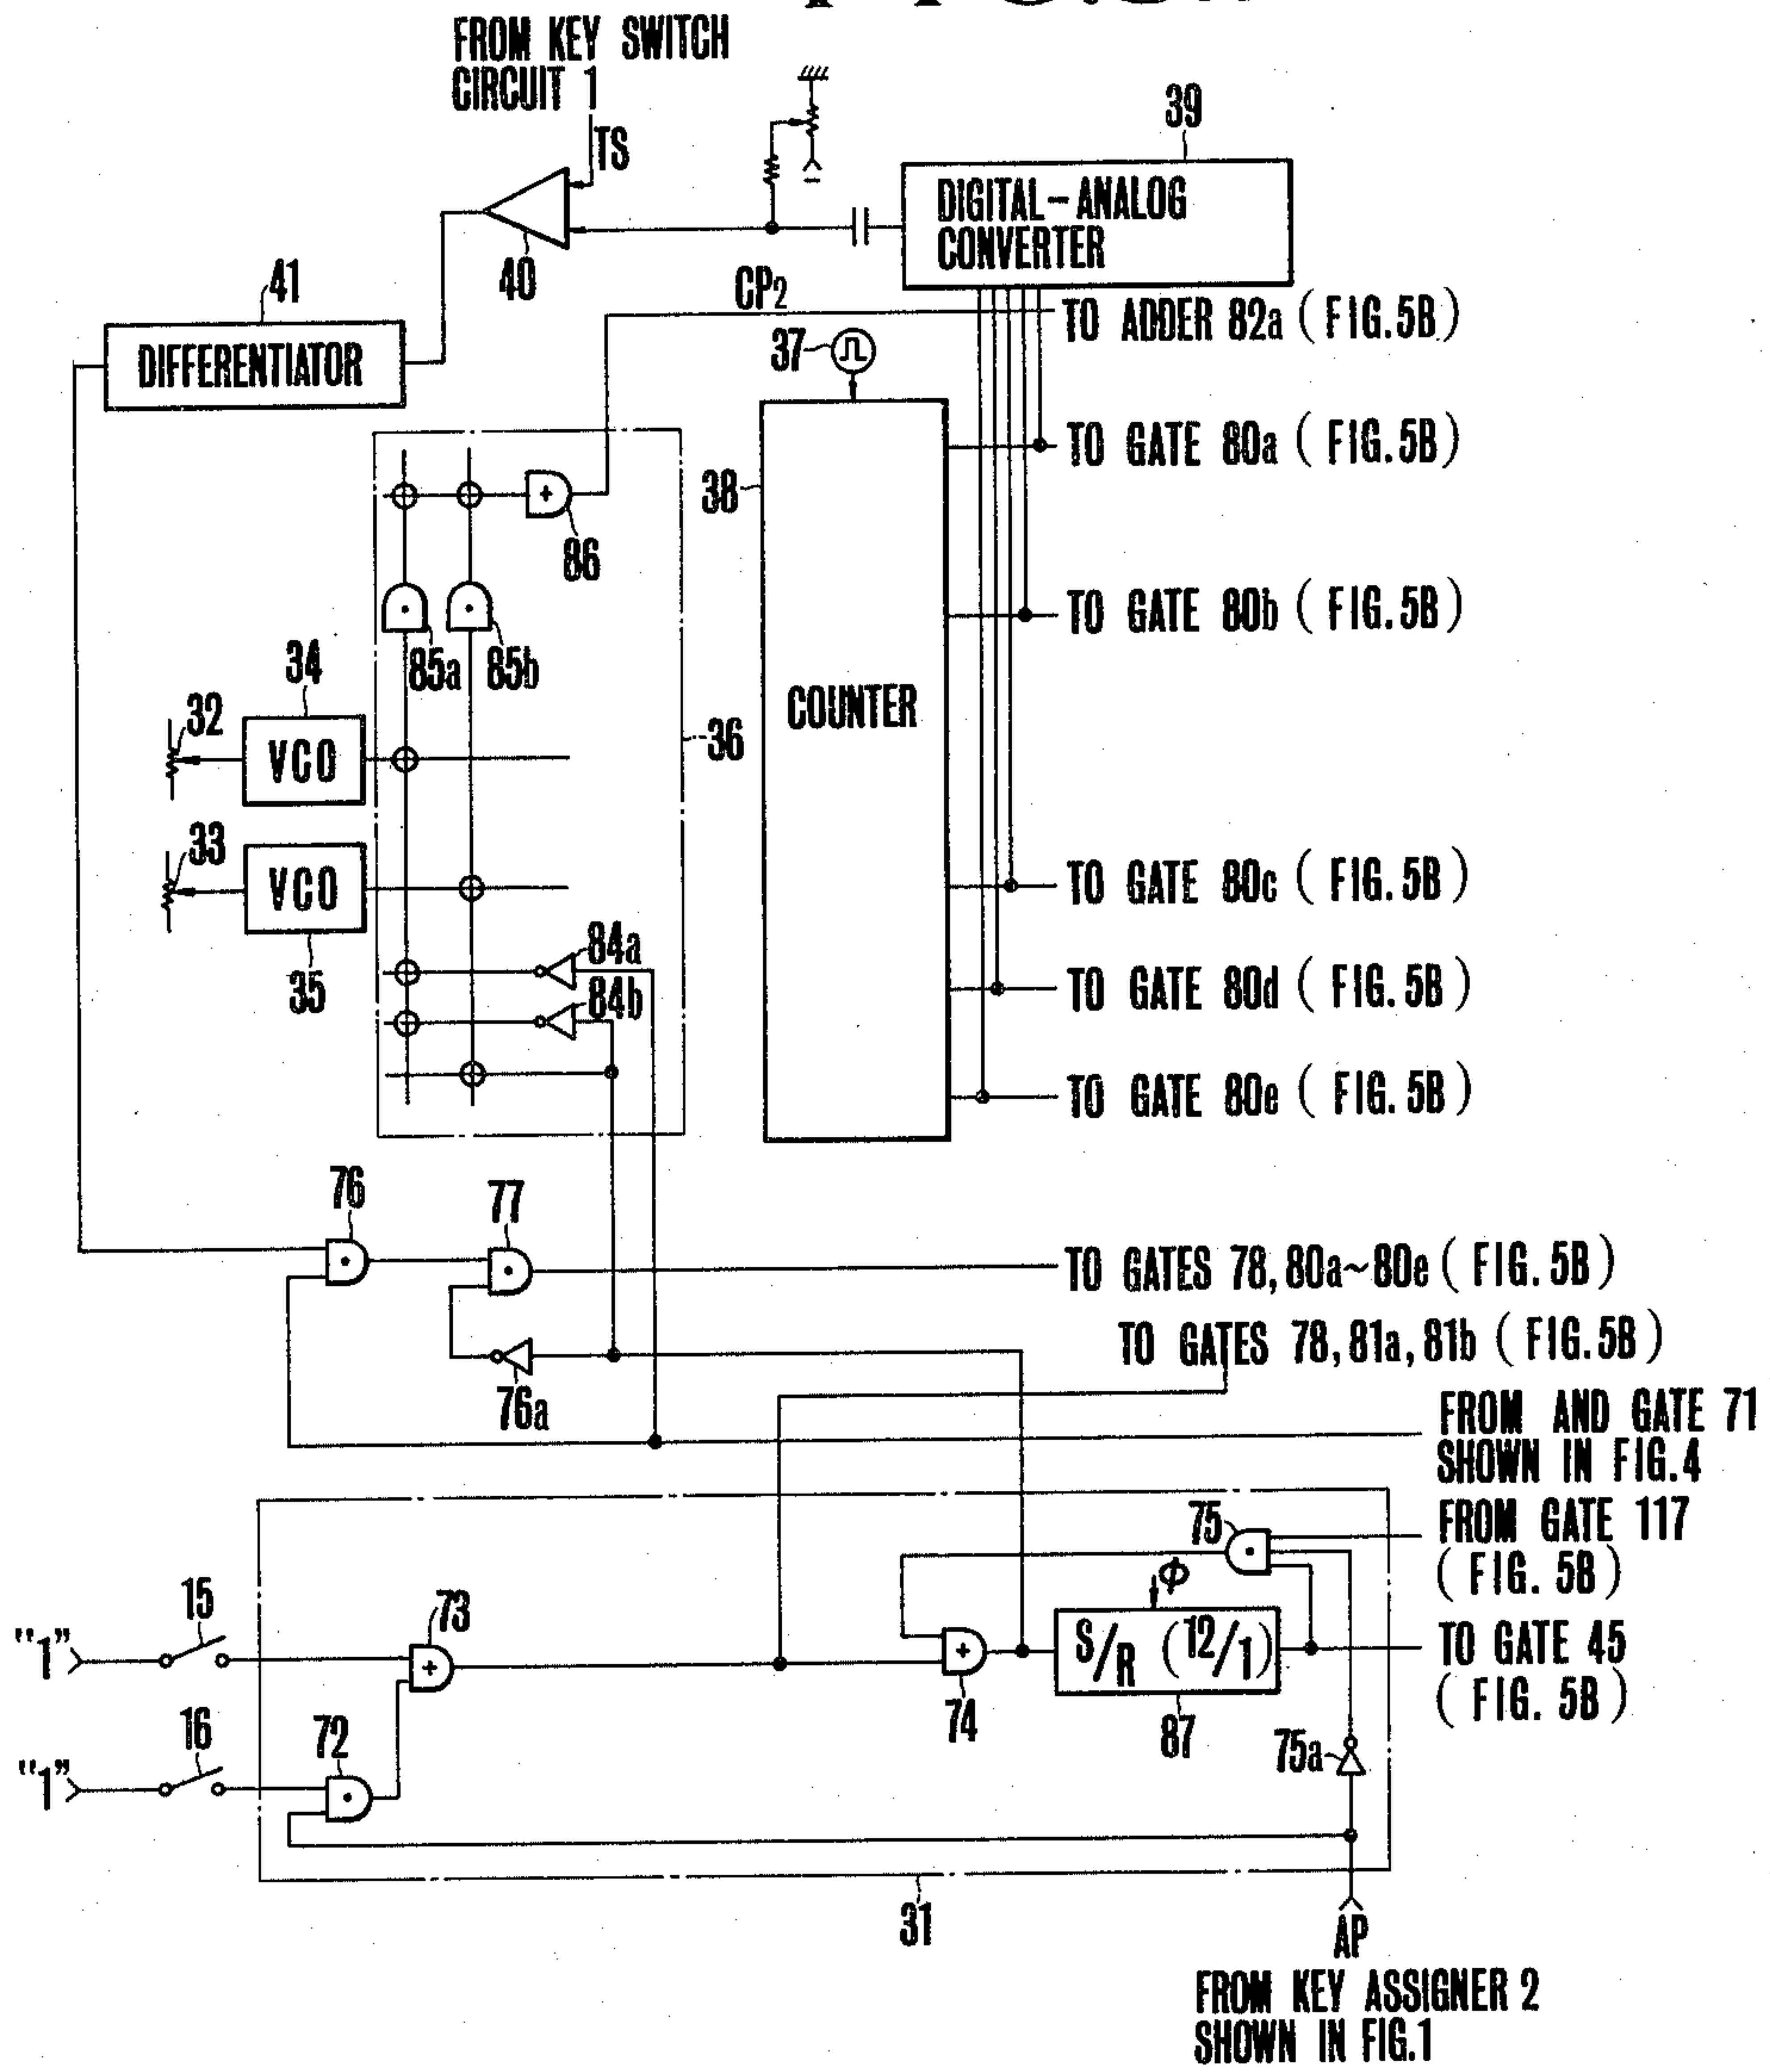 FROM KEY SWITCH
CIRCUIT 1
TS
39
DIGITAL-ANALOG
CONVERTER
40
41
CP2
TO ADDER 82a (FIG.5B)
DIFFERENTIATOR
37
TO GATE 80a (FIG.5B)
38
86
TO GATE 80b (FIG.5B)
85a
85b
34
32
VCO
36
COUNTER
33
VCO
35
TO GATE 80c (FIG.5B)
84a
84b
TO GATE 80d (FIG.5B)
TO GATE 80e (FIG.5B)
76
77
TO GATES 78,80a~80e (FIG.5B)
TO GATES 78,81a,81b (FIG.5B)
76a
FROM AND GATE 71
SHOWN IN FIG.4
75
FROM GATE 117
(FIG. 5B)
Φ
15
73
"1"
S/R (12/1)
TO GATE 45
(FIG. 5B)
74
87
16
72
75a
"1"
31
AP
FROM KEY ASSIGNER 2
SHOWN IN FIG.1